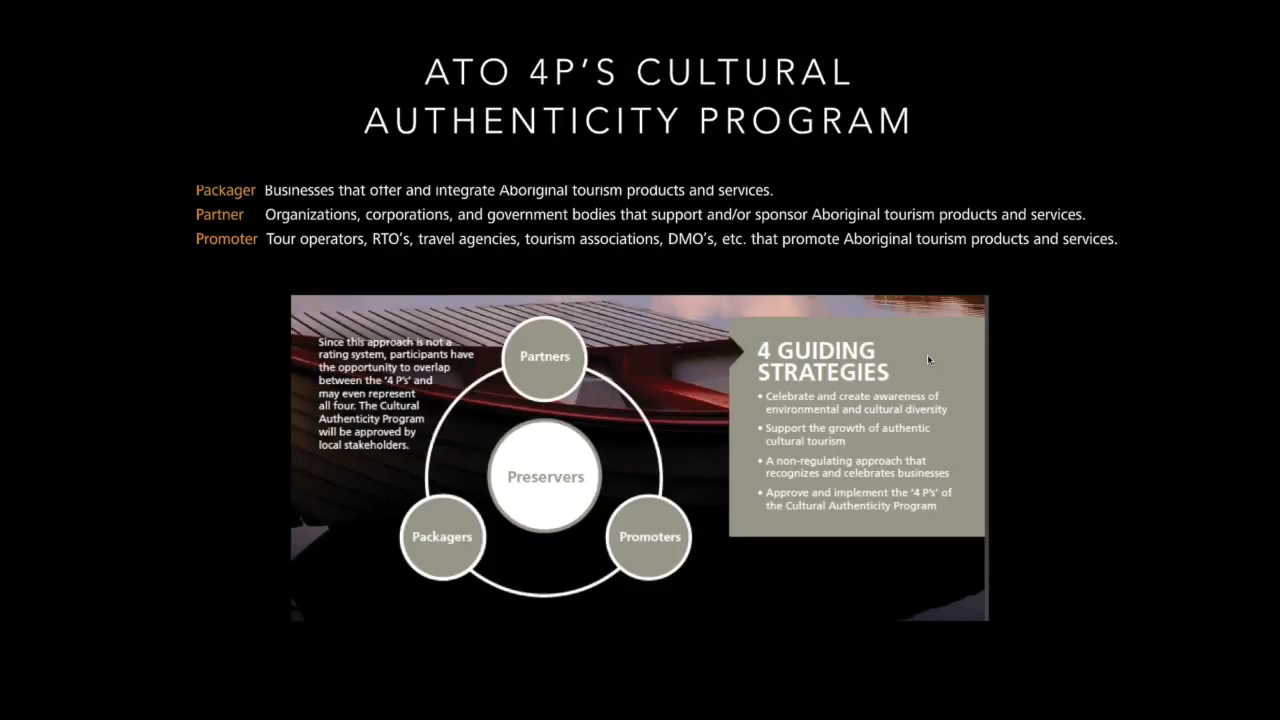 ATO 4P'S CULTURAL
AUTHENTICITY PROGRAM
Packager Businesses that offer and integrate Aboriginal tourism products and services.
Partner Organizations, corporations, and government bodies that support and/or sponsor Aboriginal tourism products and services.
Promoter Tour operators, RTO's, travel agencies, tourism associations, DMO's, etc. that promote Aboriginal tourism products and services.
Since this approach is not a
rating system, participants have
the opportunity to overlap
between the '4 P's' and
may even represent
all four. The Cultural
Authenticity Program
will be approved by
local stakeholders.
Partners
Preservers
Packagers
Promoters
4 GUIDING
STRATEGIES
• Celebrate and create awareness of
environmental and cultural diversity
• Support the growth of authentic
cultural tourism
• A non-regulating approach that
recognizes and celebrates businesses
• Approve and implement the '4 P's' of
the Cultural Authenticity Program